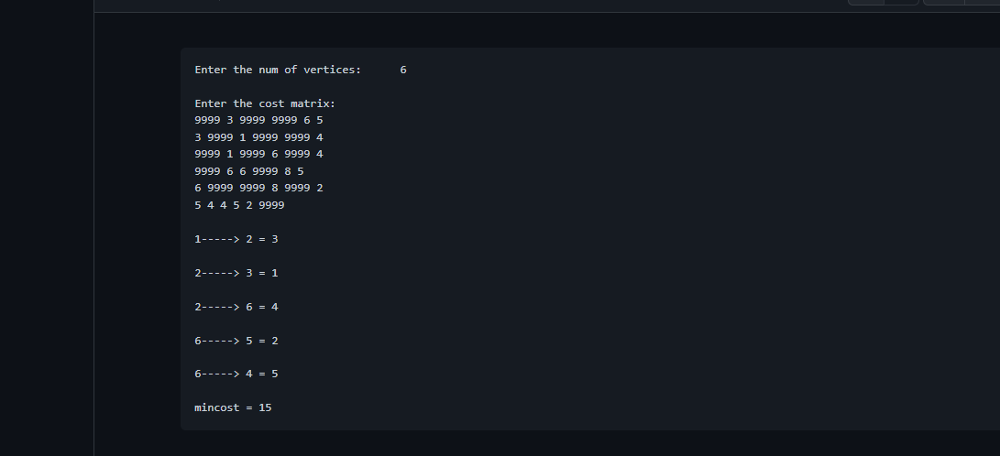 Enter the num of vertices: 6
Enter the cost matrix:
9999 3 9999 9999 6 5
3 9999 1 9999 9999 4
9999 1 9999 6 9999 4
9999 6 6 9999 8 5
6 9999 9999 8 9999 2
5 4 4 5 2 9999
1-----> 2 = 3
2-----> 3 = 1
2-----> 6 = 4
6-----> 5 = 2
6-----> 4 = 5
mincost = 15